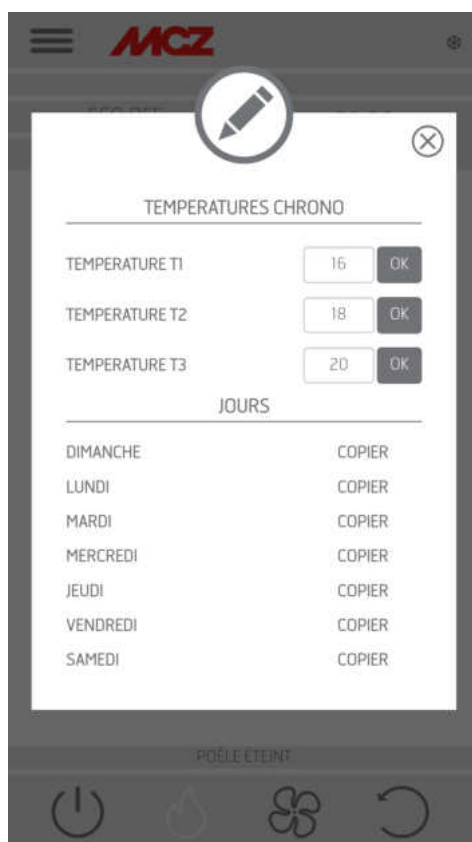 MCZ
TEMPERATURES CHRONO
TEMPERATURE T1 16 OK
TEMPERATURE T2 18 OK
TEMPERATURE T3 20 OK
JOURS
DIMANCHE COPIER
LUNDI COPIER
MARDI COPIER
MERCREDI COPIER
JEUDI COPIER
VENDREDI COPIER
SAMEDI COPIER
POÊLE ÉTEINT